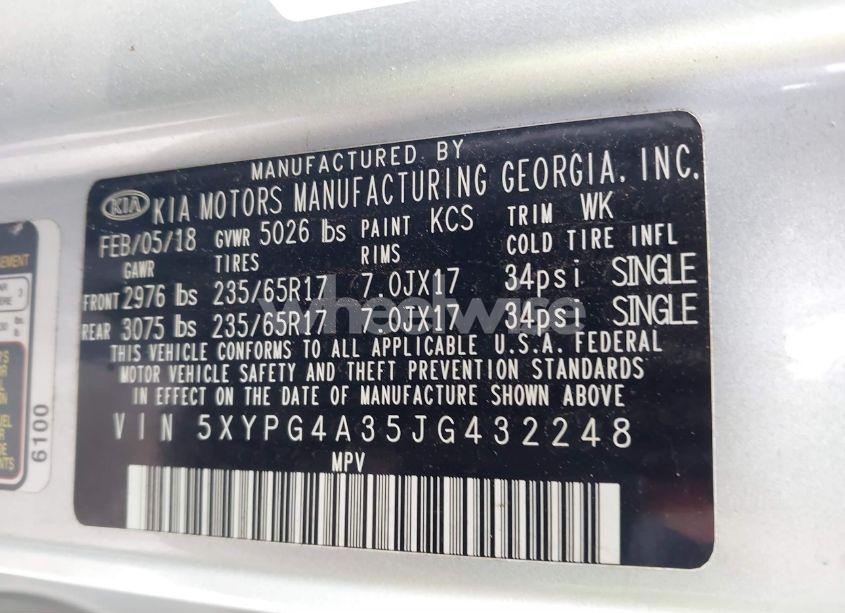 MANUFACTURED BY
KIA KIA MOTORS MANUFACTURING GEORGIA, INC.
FEB/05/18 GVWR 5026 lbs PAINT KCS TRIM WK
GAWR TIRES RIMS COLD TIRE INFL
FRONT 2976 lbs 235/65R17 7.0JX17 34psi SINGLE
REAR 3075 lbs 235/65R17 7.0JX17 34psi SINGLE
THIS VEHICLE CONFORMS TO ALL APPLICABLE U.S.A. FEDERAL
MOTOR VEHICLE SAFETY AND THEFT PREVENTION STANDARDS
IN EFFECT ON THE DATE OF MANUFACTURE SHOWN ABOVE
VIN 5XYPG4A35JG432248
MPV
6100
wheelwire